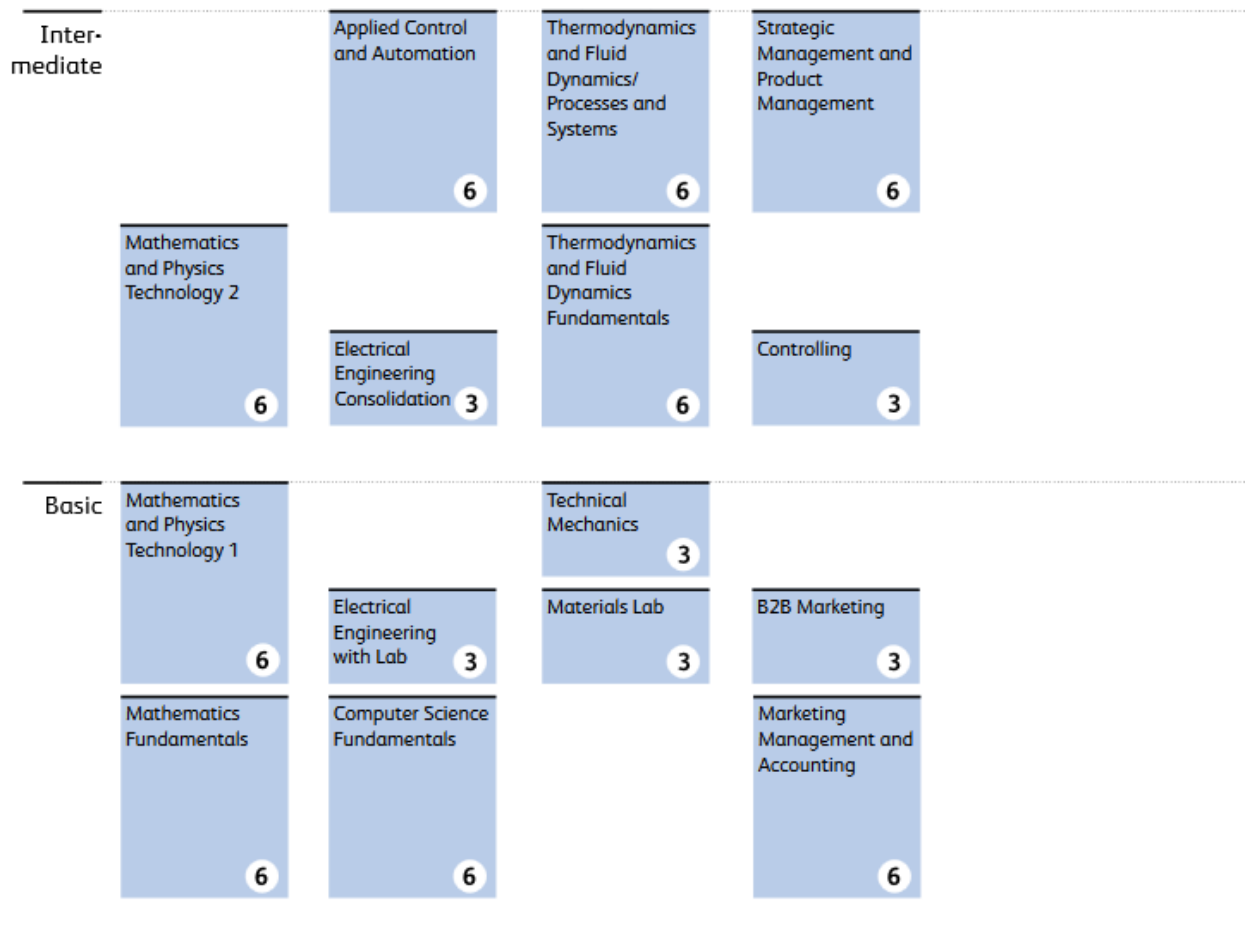 Inter-
mediate
Applied Control
and Automation
6
Thermodynamics
and Fluid
Dynamics/
Processes and
Systems
6
Strategic
Management and
Product
Management
6
Mathematics
and Physics
Technology 2
6
Electrical
Engineering
Consolidation 3
Thermodynamics
and Fluid
Dynamics
Fundamentals
6
Controlling
3
Basic
Mathematics
and Physics
Technology 1
6
Electrical
Engineering
with Lab 3
Technical
Mechanics
3
Materials Lab
3
B2B Marketing
3
Mathematics
Fundamentals
6
Computer Science
Fundamentals
6
Marketing
Management and
Accounting
6